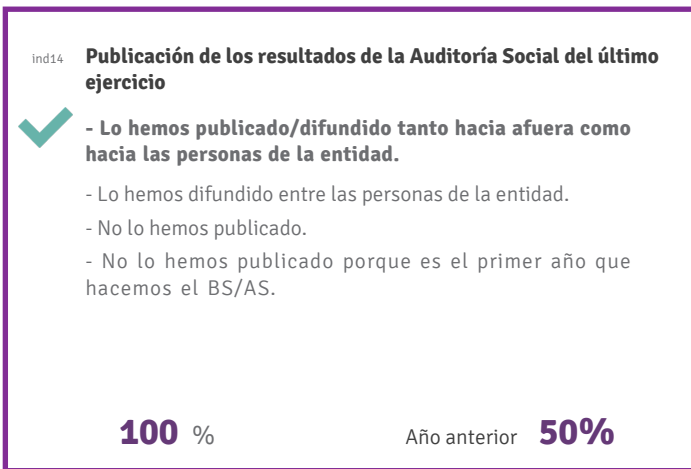 ind14 Publicación de los resultados de la Auditoría Social del último
ejercicio
- Lo hemos publicado/difundido tanto hacia afuera como
hacia las personas de la entidad.
- Lo hemos difundido entre las personas de la entidad.
- No lo hemos publicado.
- No lo hemos publicado porque es el primer año que
hacemos el BS/AS.
100 % Año anterior 50%